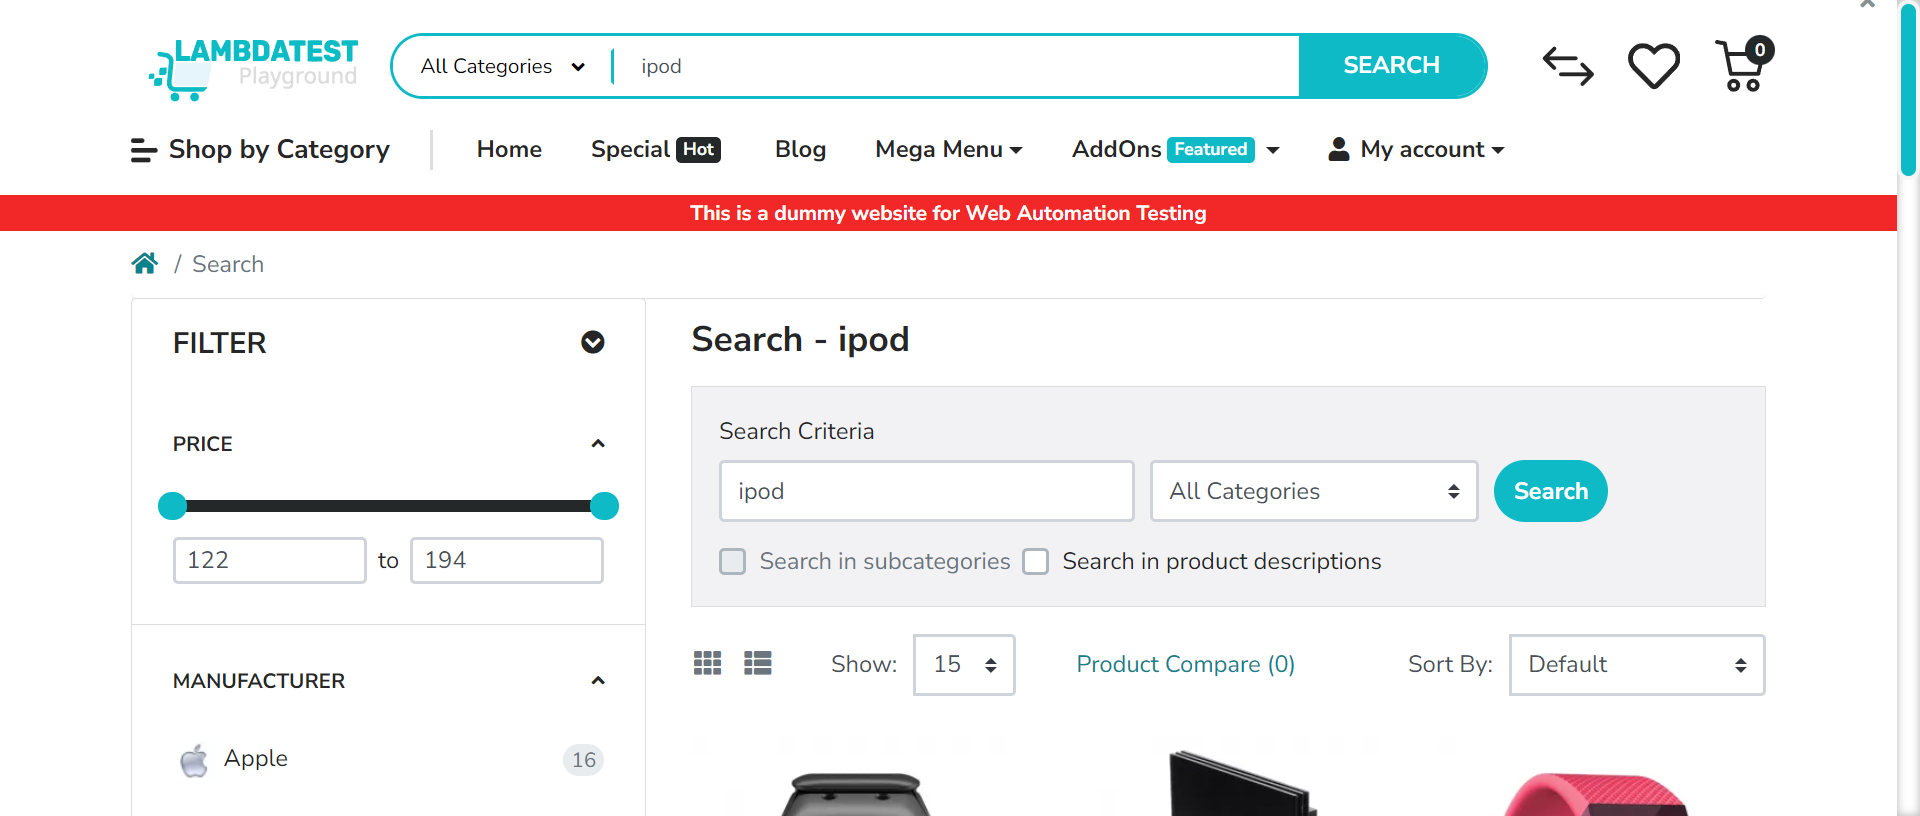 LAMBDATEST
Playground
All Categories
ipod
SEARCH
0
Shop by Category
Home
Special Hot
Blog
Mega Menu
AddOns Featured
My account
This is a dummy website for Web Automation Testing
/ Search
FILTER
PRICE
122 to 194
MANUFACTURER
Apple 16
Search - ipod
Search Criteria
ipod
All Categories
Search
Search in subcategories
Search in product descriptions
Show: 15
Product Compare (0)
Sort By: Default